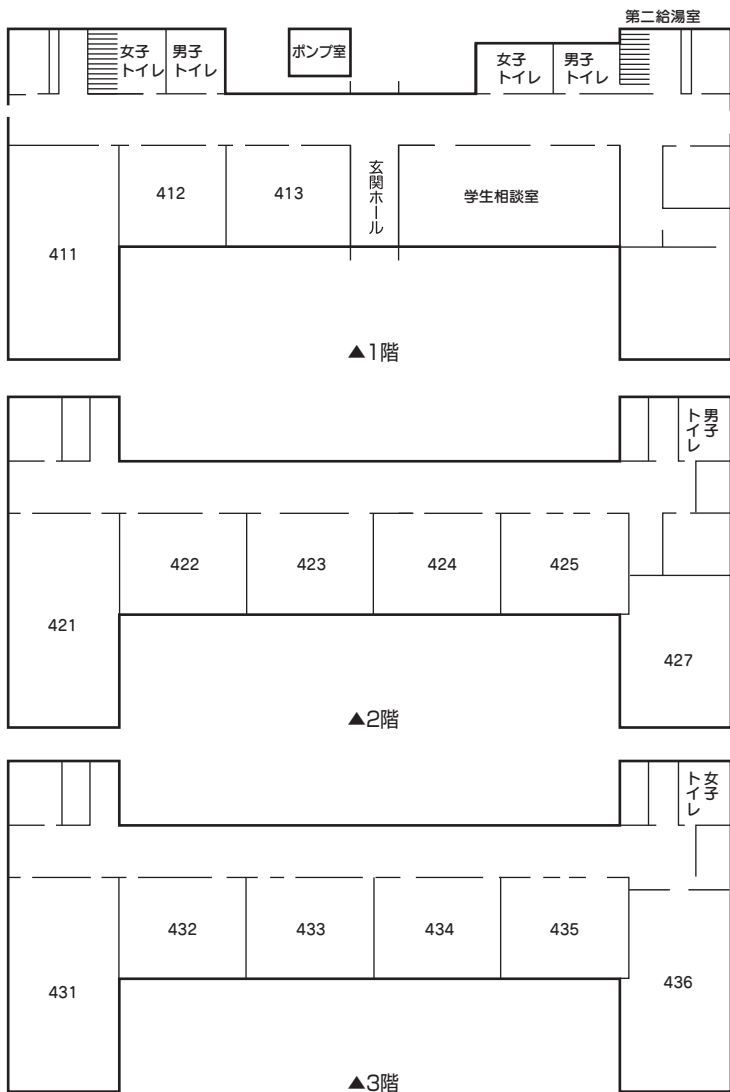 第二給湯室
女子
トイレ
男子
トイレ
ポンプ室
女子
トイレ
男子
トイレ
411
412
413
玄関ホール
学生相談室
▲1階
男子
トイレ
421
422
423
424
425
427
▲2階
女子
トイレ
431
432
433
434
435
436
▲3階